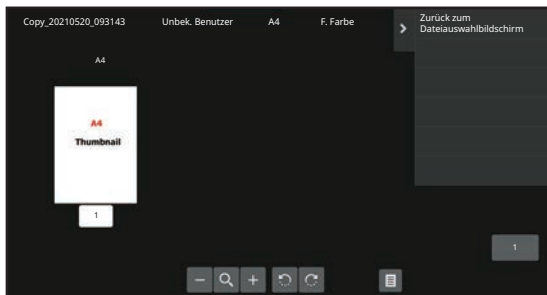 Copy_20210520_093143 Unbek. Benutzer A4 F. Farbe
Zurück zum
Dateiauswahlbildschirm
A4
A4
Thumbnail
1
1